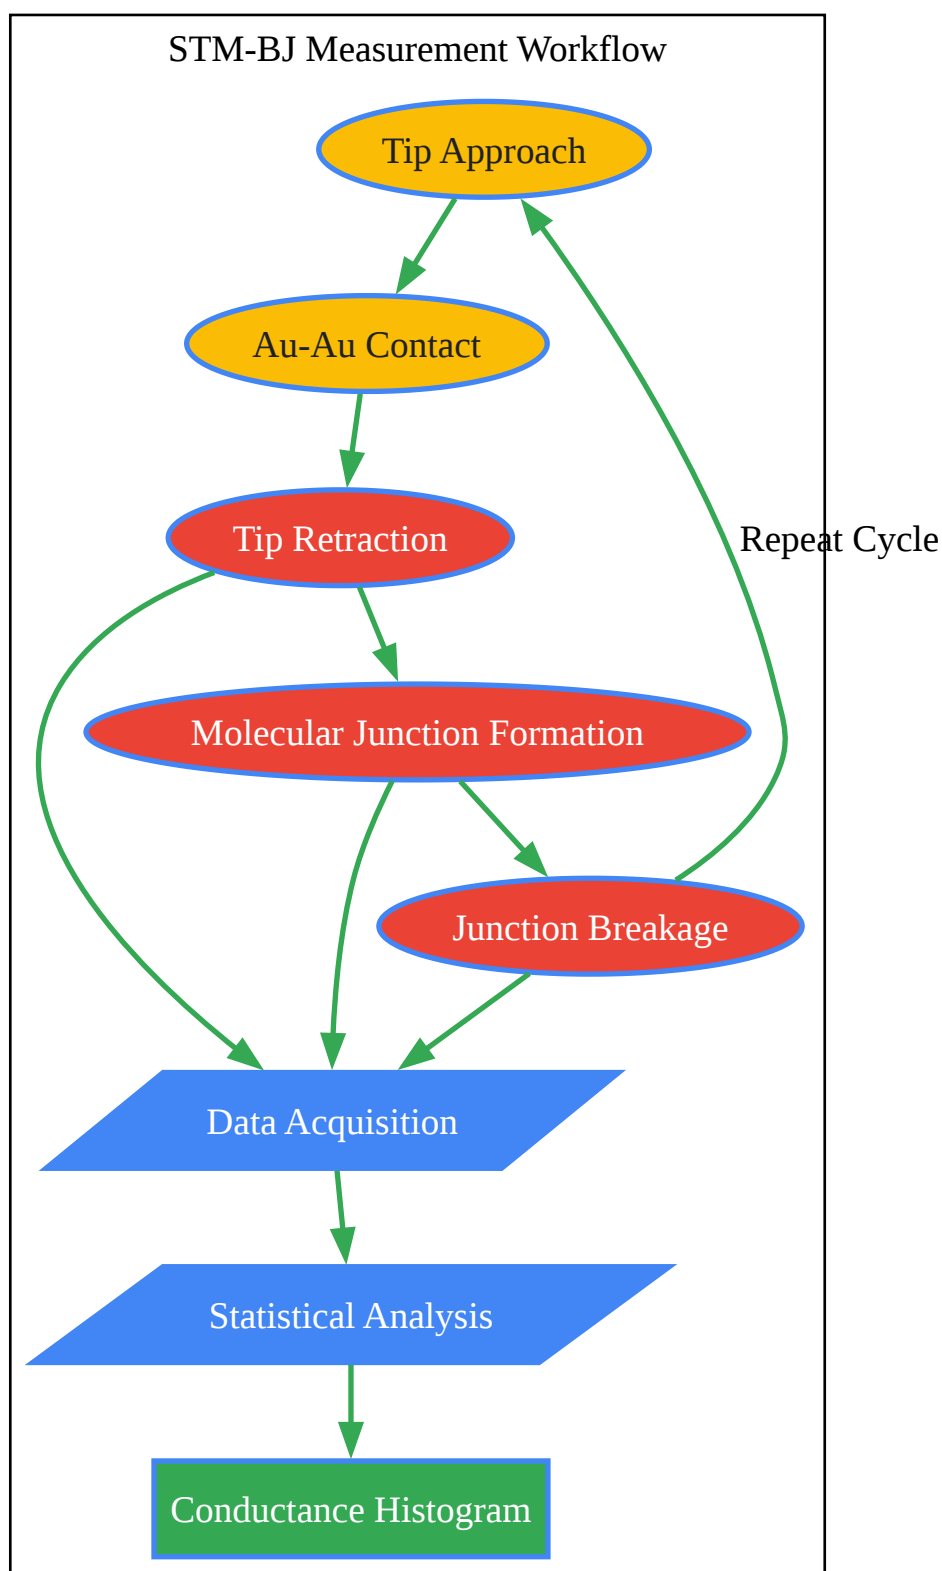 STM-BJ Measurement Workflow
Tip Approach
Au-Au Contact
Tip Retraction
Repeat Cycle
Molecular Junction Formation
Junction Breakage
Data Acquisition
Statistical Analysis
Conductance Histogram